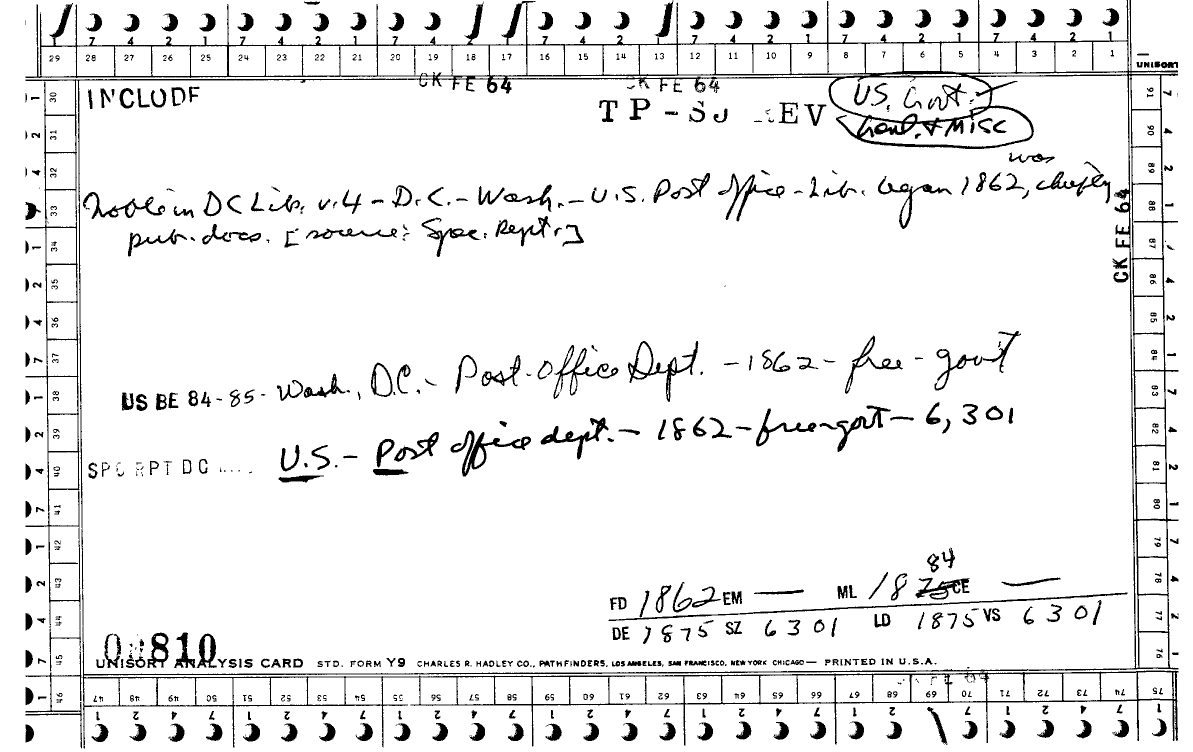 7 4 2 1 7 4 2 1 7 4 2 1 7 4 2 1 7 4 2 1 7 4 2 1 7 4 2 1
29 28 27 26 25 24 23 22 21 20 19 18 17 16 15 14 13 12 11 10 9 8 7 6 5 4 3 2 1
UNISORT
CK FE 64 CK FE 64
INCLUDE
TP-SJ REV
U.S. Govt.
Genl. + Misc
was
Noble in DC Lib. v.4 - D.C. - Wash. - U.S. Post office - Lib. began 1862, chiefly
pub. docs. [source: Spec. Rept.]
CK FE 64
US BE 84-85 - Wash., D.C. - Post-Office Dept. - 1862 - free - gov't
SPC RPT DC U.S. - Post office dept. - 1862 - free - govt - 6,301
84
FD 1862 EM — ML 1875 CE —
DE 1875 SZ 6301 LD 1875 VS 6301
810
UNISORT ANALYSIS CARD STD. FORM Y9 CHARLES R. HADLEY CO., PATHFINDERS, LOS ANGELES, SAN FRANCISCO, NEW YORK CHICAGO — PRINTED IN U.S.A.
FE 64
47 48 49 50 51 52 53 54 55 56 57 58 59 60 61 62 63 64 65 66 67 68 69 70 71 72 73 74 75
30 31 32 33 34 35 36 37 38 39 40 41 42 43 44 45 46
91 90 89 88 87 86 85 84 83 82 81 80 79 78 77 76